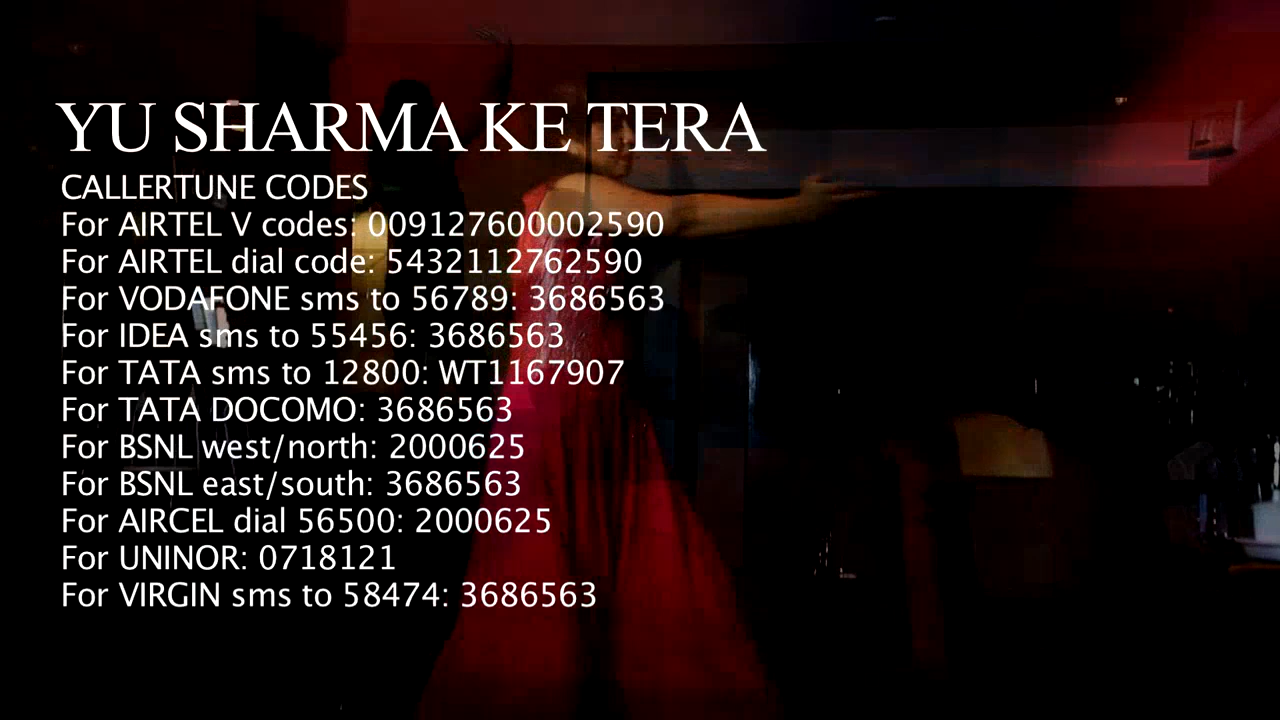 YU SHARMA KE TERA
CALLERTUNE CODES
For AIRTEL V codes: 009127600002590
For AIRTEL dial code: 5432112762590
For VODAFONE sms to 56789: 3686563
For IDEA sms to 55456: 3686563
For TATA sms to 12800: WT1167907
For TATA DOCOMO: 3686563
For BSNL west/north: 2000625
For BSNL east/south: 3686563
For AIRCEL dial 56500: 2000625
For UNINOR: 0718121
For VIRGIN sms to 58474: 3686563